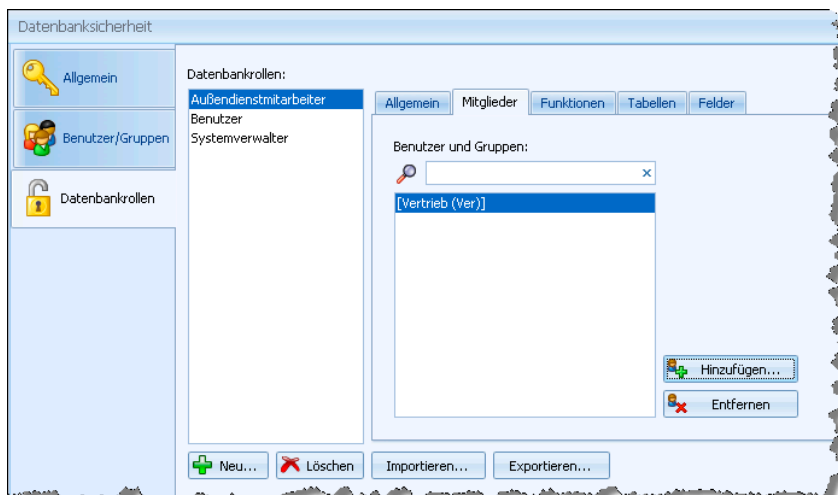 Datenbanksicherheit
Allgemein
Benutzer/Gruppen
Datenbankrollen
Datenbankrollen:
Außendienstmitarbeiter
Benutzer
Systemverwalter
Allgemein Mitglieder Funktionen Tabellen Felder
Benutzer und Gruppen:
[Vertrieb (Ver)]
Hinzufügen...
Entfernen
Neu... Löschen Importieren... Exportieren...